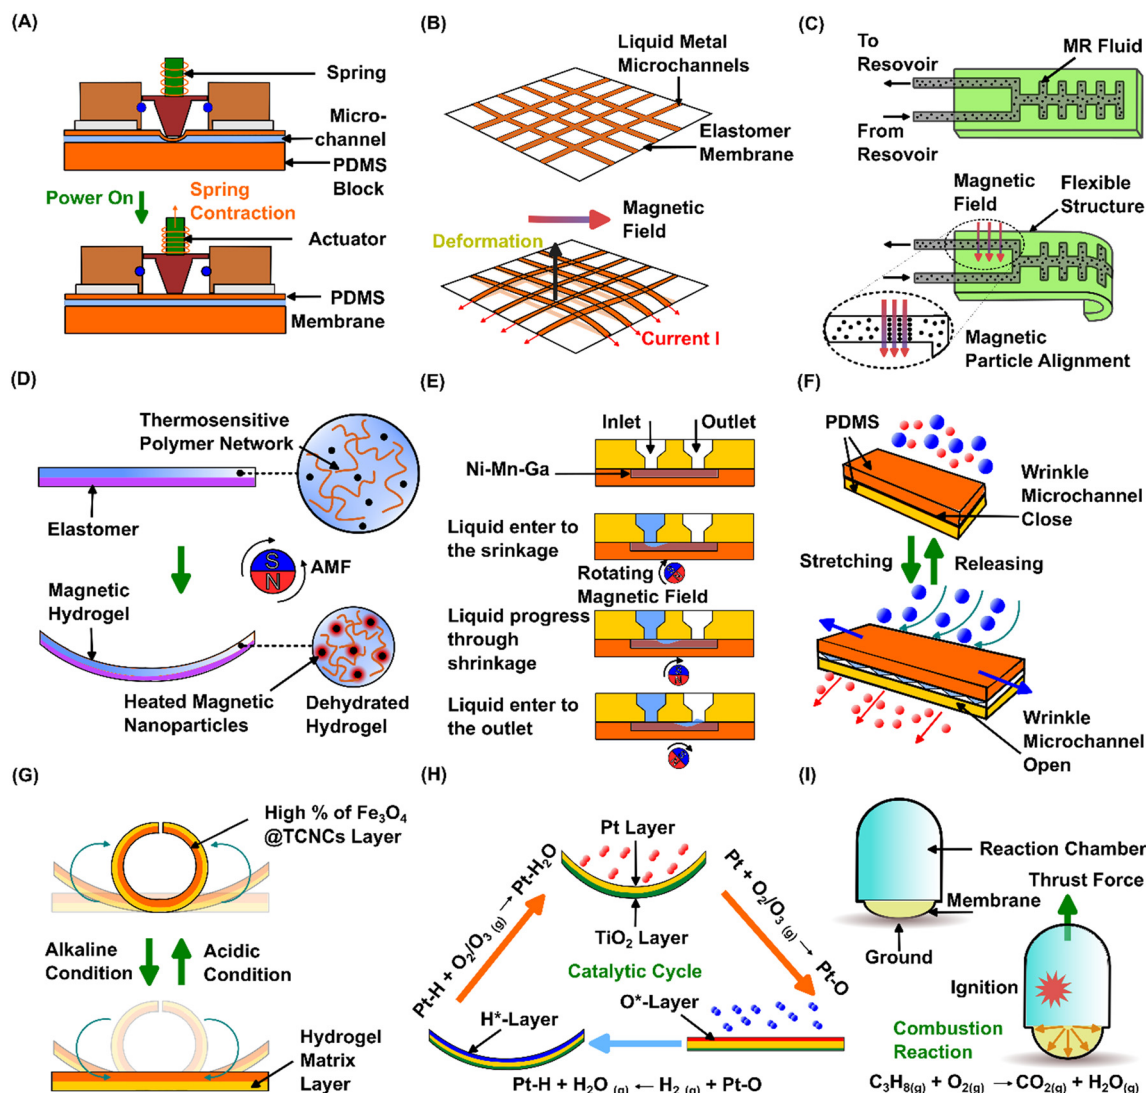 (A)
Spring
Micro-
channel
PDMS
Block
Power On
Spring
Contraction
Actuator
PDMS
Membrane
(B)
Liquid Metal
Microchannels
Elastomer
Membrane
Magnetic
Field
Deformation
Current I
(C)
To
Resovoir
MR Fluid
From
Resovoir
Magnetic
Field
Flexible
Structure
Magnetic
Particle Alignment
(D)
Thermosensitive
Polymer Network
Elastomer
S
N
AMF
Magnetic
Hydrogel
Heated Magnetic
Nanoparticles
Dehydrated
Hydrogel
(E)
Inlet
Outlet
Ni-Mn-Ga
Liquid enter to
the srinkage
Rotating
Magnetic Field
Liquid progress
through
shrinkage
Liquid enter to
the outlet
(F)
PDMS
Wrinkle
Microchannel
Close
Stretching
Releasing
Wrinkle
Microchannel
Open
(G)
High % of Fe₃O₄
@TCNCs Layer
Alkaline
Condition
Acidic
Condition
Hydrogel
Matrix
Layer
(H)
Pt Layer
TiO₂ Layer
Pt-H + O₂/O₃ (g) → Pt-H₂O
Pt + O₂/O₃ (g) → Pt-O
Catalytic Cycle
O*-Layer
H*-Layer
Pt-H + H₂O (g) ← H₂ (g) + Pt-O
(I)
Reaction Chamber
Thrust Force
Membrane
Ground
Ignition
Combustion
Reaction
C₃H₈(g) + O₂(g) → CO₂(g) + H₂O(g)